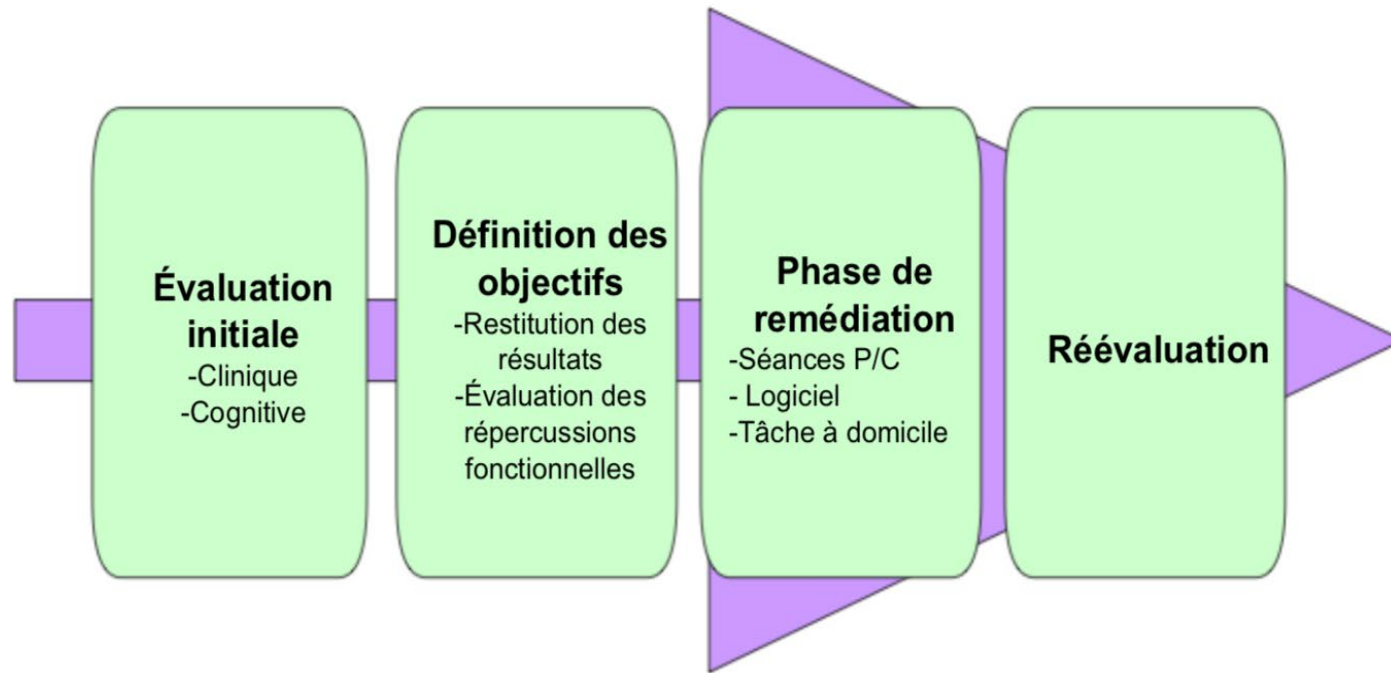 Évaluation
initiale
-Clinique
-Cognitive
Définition des
objectifs
-Restitution des
résultats
-Évaluation des
répercussions
fonctionnelles
Phase de
remédiation
-Séances P/C
- Logiciel
-Tâche à domicile
Réévaluation